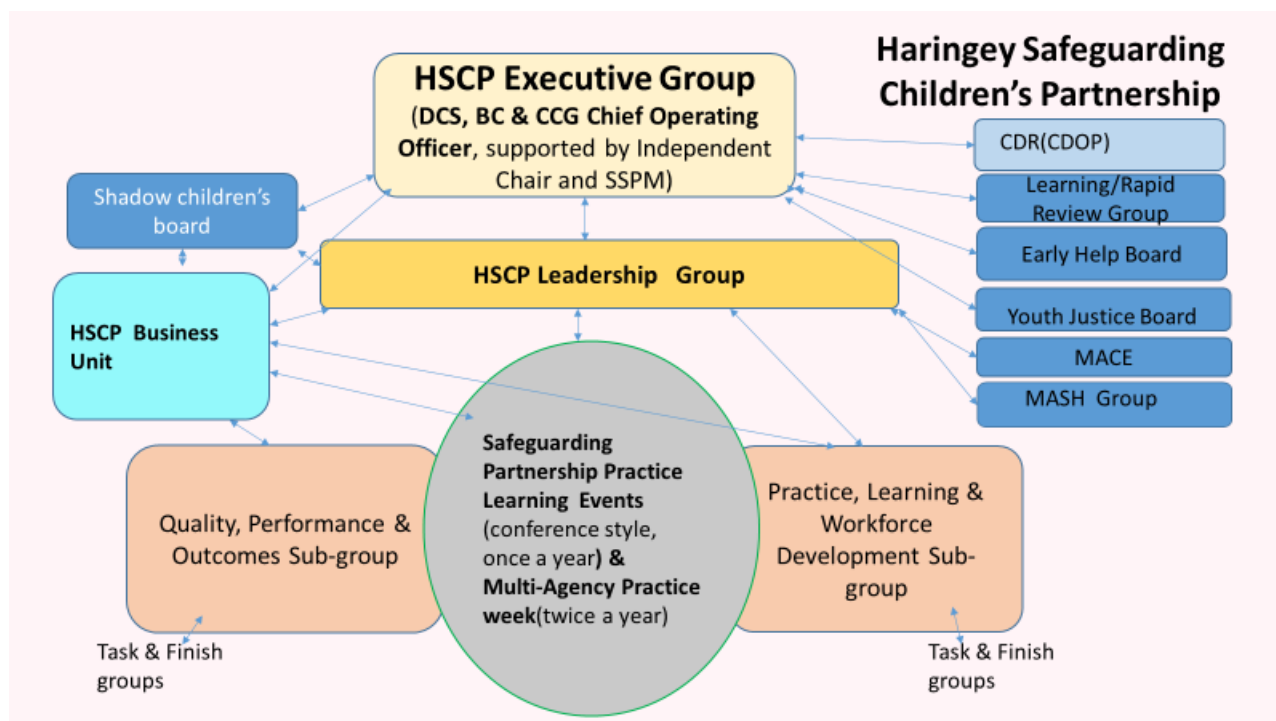 Haringey Safeguarding
Children's Partnership
HSCP Executive Group
(DCS, BC & CCG Chief Operating
Officer, supported by Independent
Chair and SSPM)
CDR(CDOP)
Learning/Rapid
Review Group
Early Help Board
Youth Justice Board
MACE
MASH Group
Shadow children's
board
HSCP Leadership Group
HSCP Business
Unit
Safeguarding
Partnership Practice
Learning Events
(conference style,
once a year) &
Multi-Agency Practice
week(twice a year)
Quality, Performance &
Outcomes Sub-group
Practice, Learning &
Workforce
Development Sub-
group
Task & Finish
groups
Task & Finish
groups